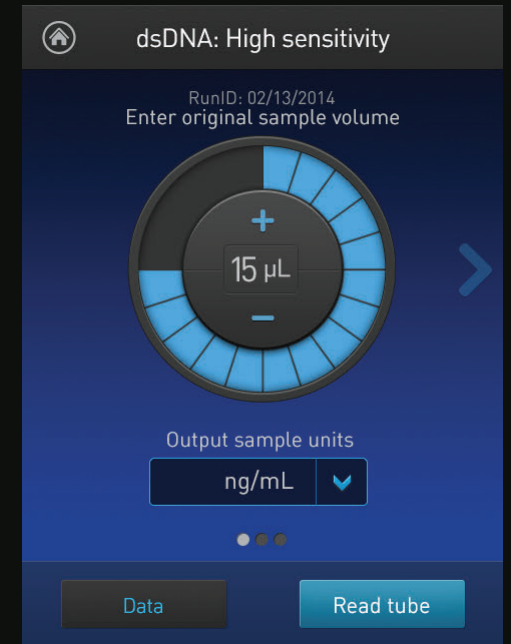 dsDNA: High sensitivity
RunID: 02/13/2014
Enter original sample volume
+
15 µL
−
Output sample units
ng/mL
Data
Read tube